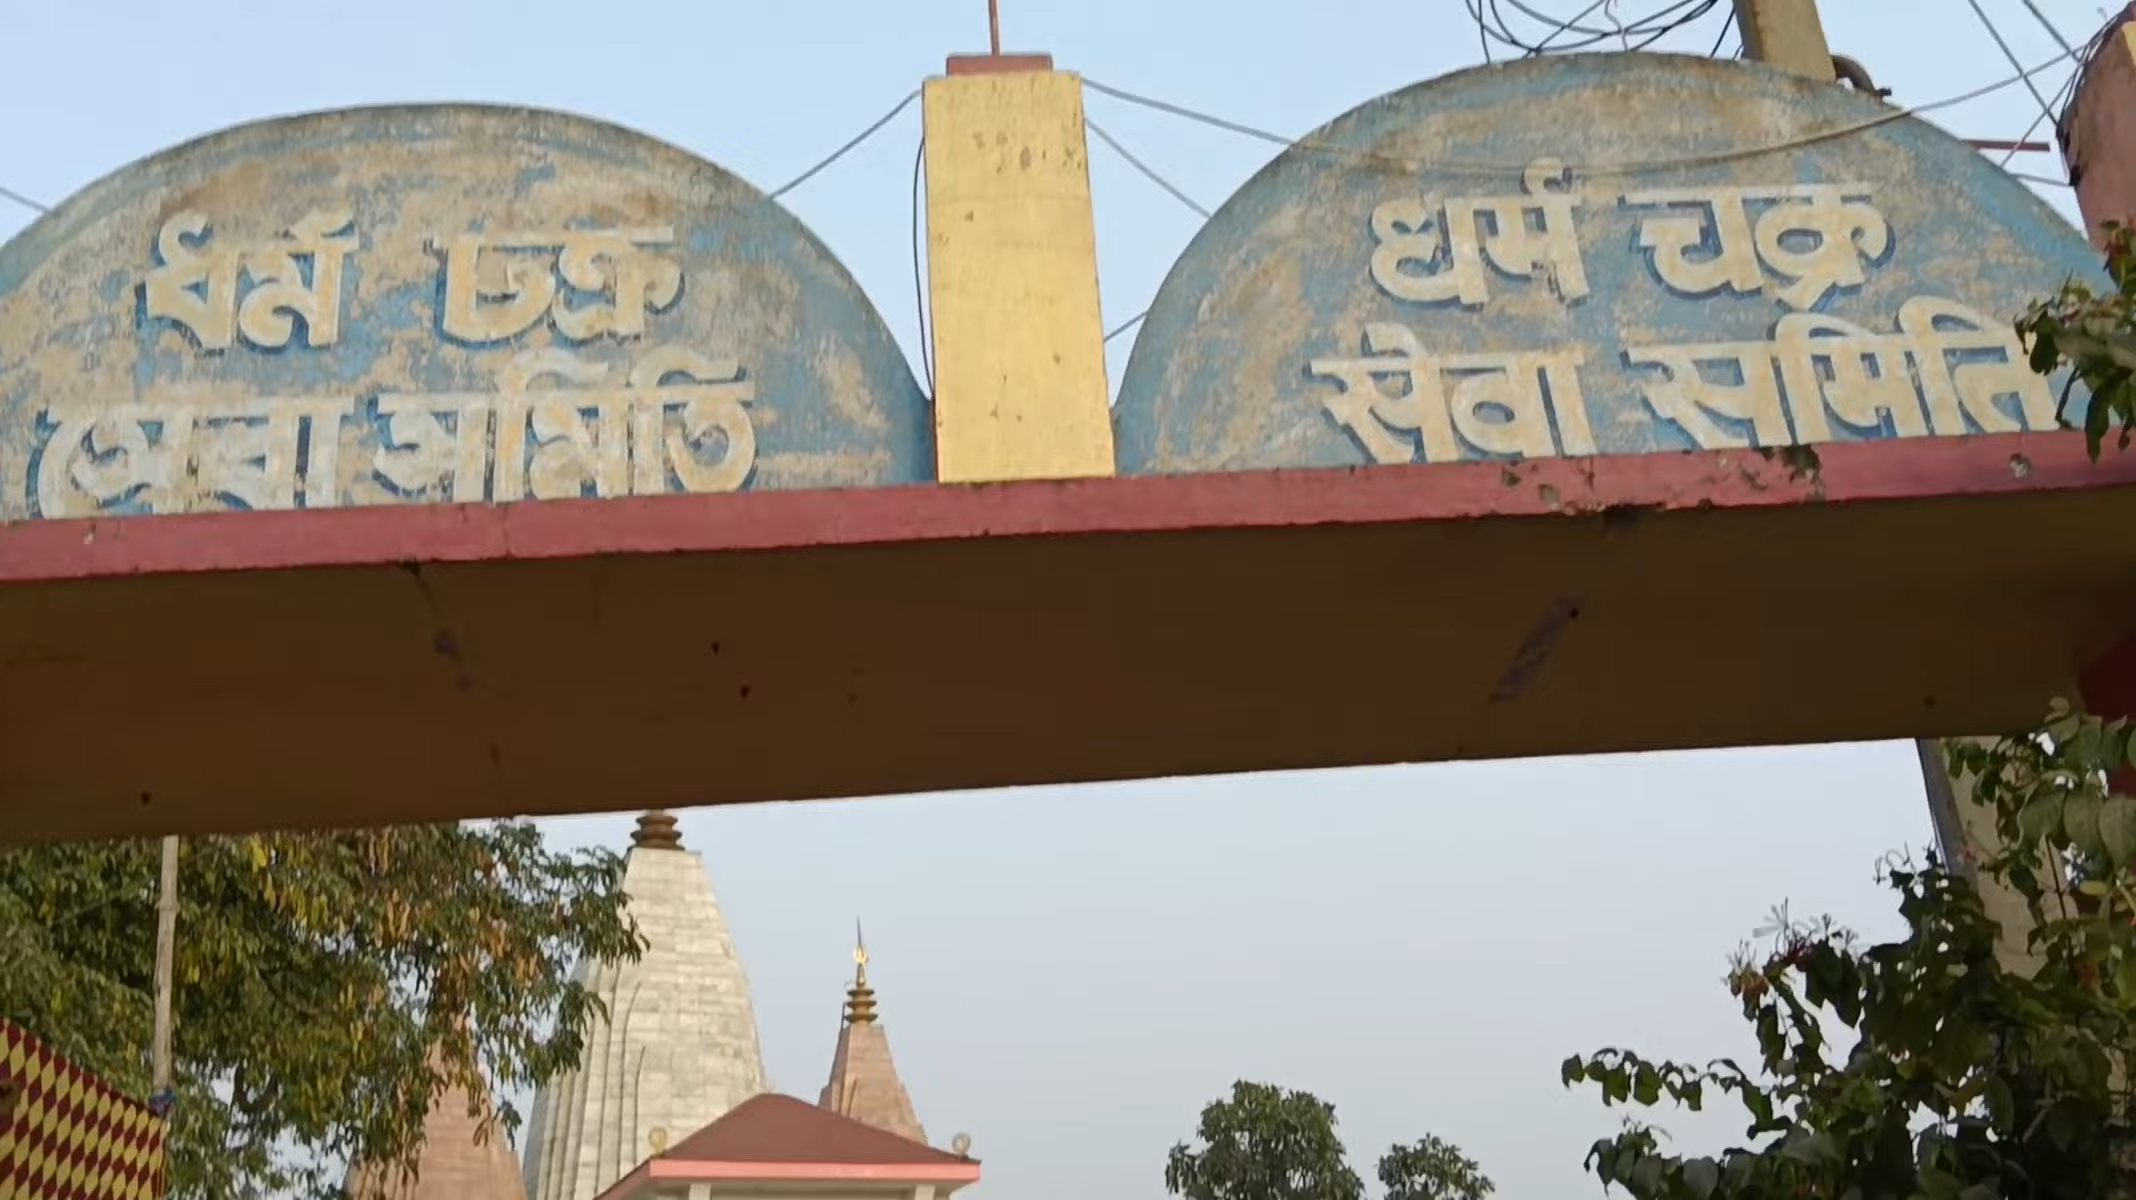 ধর্ম চক্র
সেবা সমিতি
धर्म चक्र
सेवा समिति